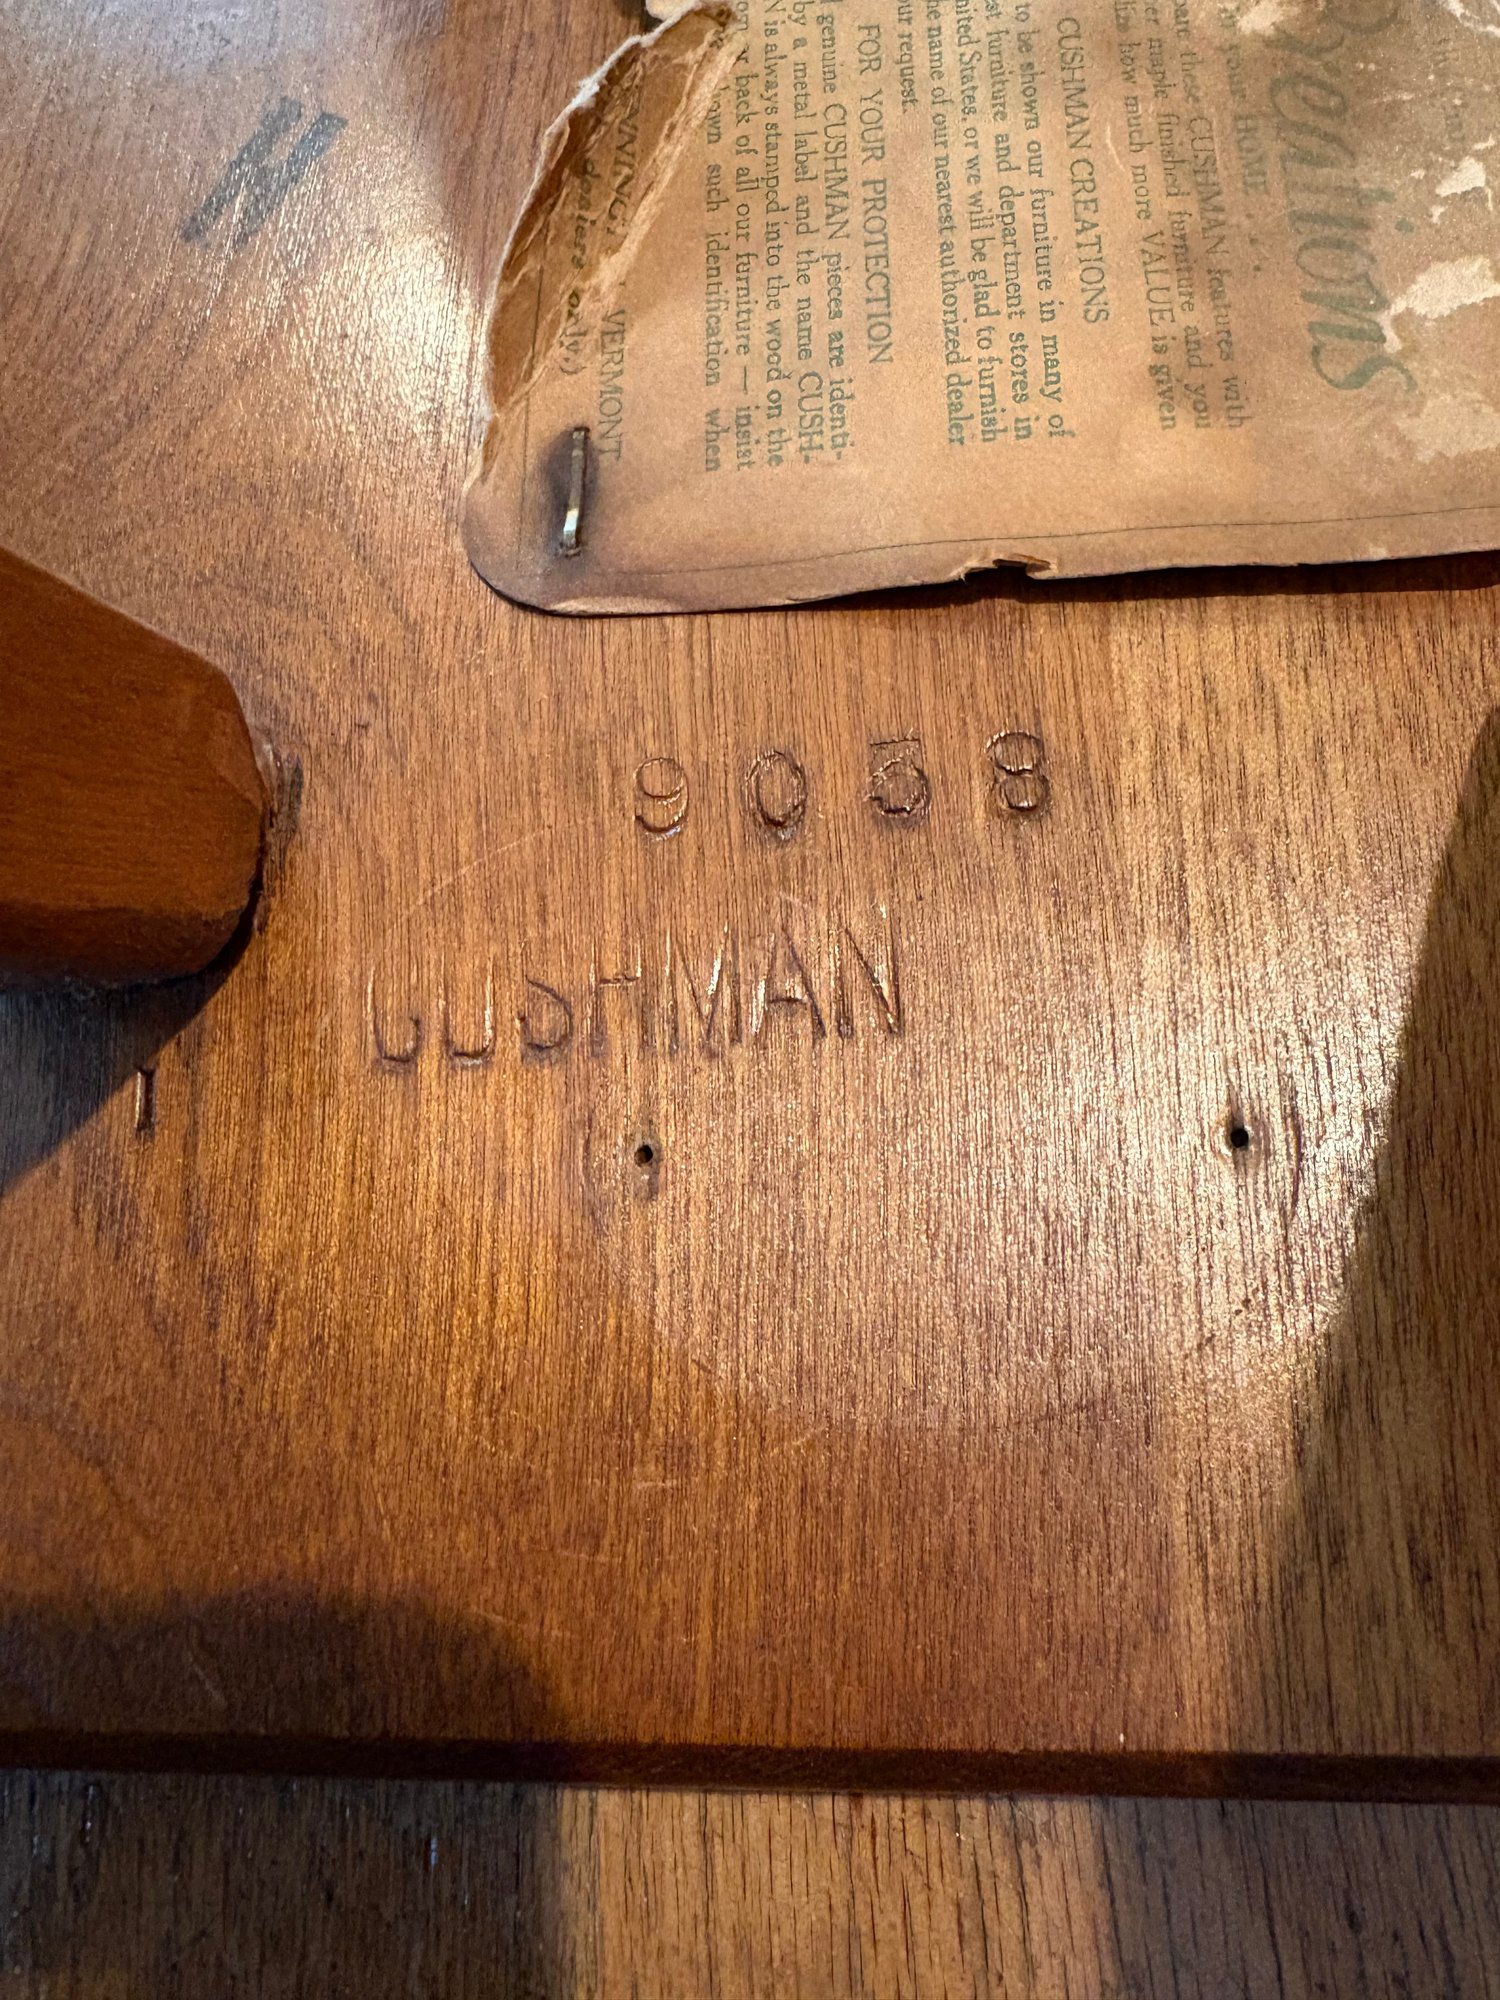 reations
your HOME
these CUSHMAN features with
maple finished furniture and you
how much more VALUE is given
CUSHMAN CREATIONS
to be shown our furniture in many of
furniture and department stores in
States, or we will be glad to furnish
name of our nearest authorized dealer
request.
FOR YOUR PROTECTION
genuine CUSHMAN pieces are identi-
by a metal label and the name CUSH-
N is always stamped into the wood on the
or back of all our furniture — insist
such identification when
VERMONT
dealers only)
9058
CUSHMAN